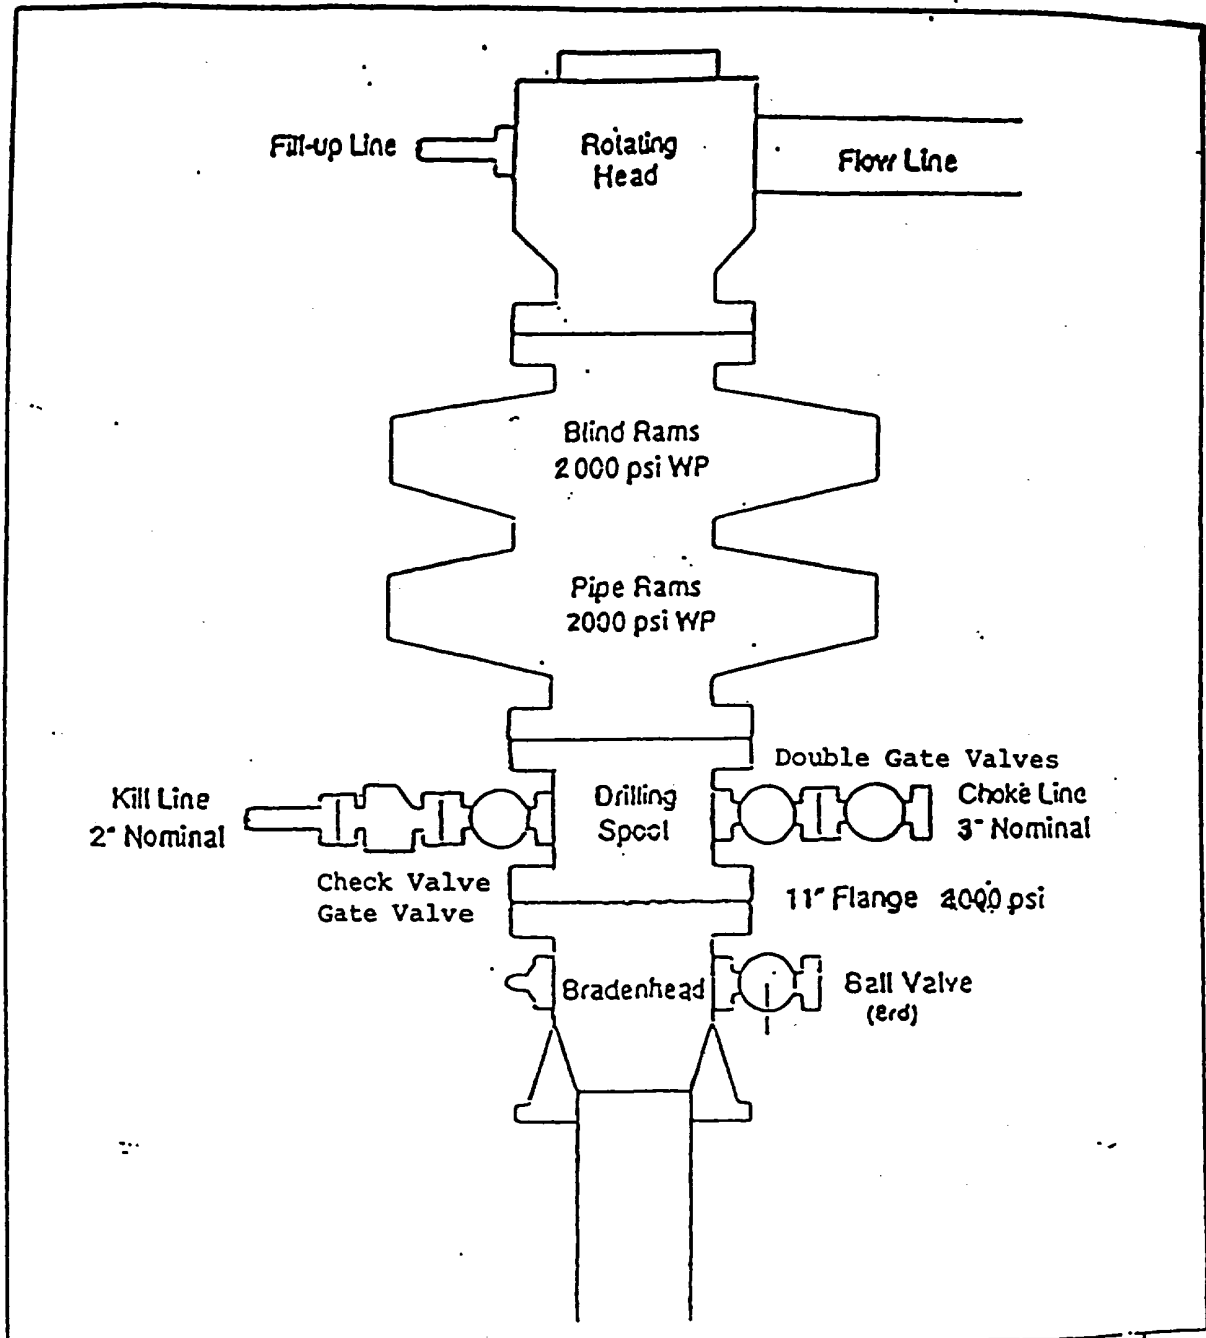 Fill-up Line
Rotating
Head
Flow Line
Blind Rams
2000 psi WP
Pipe Rams
2000 psi WP
Double Gate Valves
Kill Line
2" Nominal
Drilling
Spool
Choke Line
3" Nominal
Check Valve
Gate Valve
11" Flange 2000 psi
Bradenhead
Ball Valve